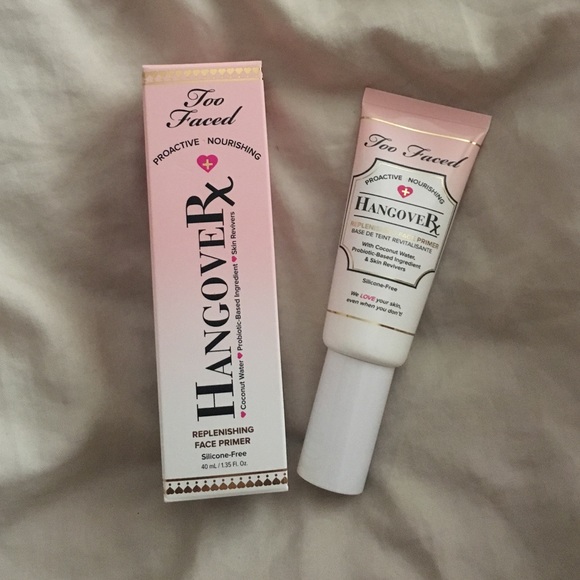 Too
Faced
PROACTIVE NOURISHING
HANGOVERX
Coconut Water Probiotic-Based Ingredient Skin Revivers
REPLENISHING
FACE PRIMER
Silicone-Free
40 mL / 1.35 Fl. Oz.
Too Faced
PROACTIVE NOURISHING
HANGOVERX
REPLENISHING FACE PRIMER
BASE DE TEINT REVITALISANTE
With Coconut Water,
Probiotic-Based Ingredient
& Skin Revivers
Silicone-Free
We LOVE your skin,
even when you don't!